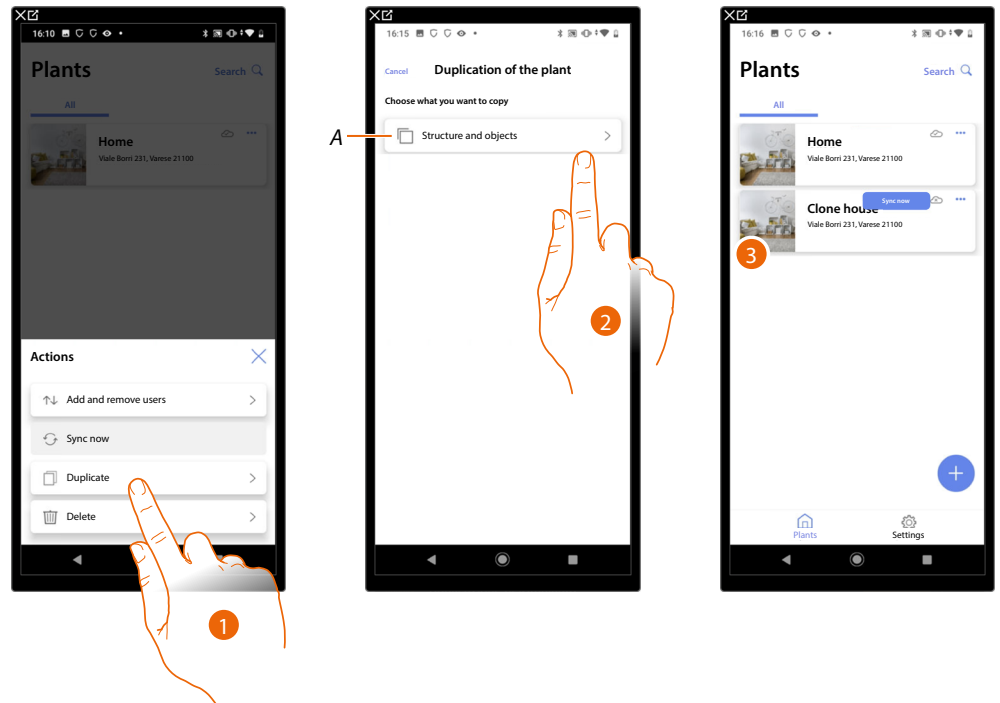 16:10
Plants
Search
All
Home
Viale Borri 231, Varese 21100
Actions
Add and remove users
Sync now
Duplicate
Delete
1
16:15
Cancel
Duplication of the plant
Choose what you want to copy
A
Structure and objects
2
16:16
Plants
Search
All
Home
Viale Borri 231, Varese 21100
Sync now
Clone house
Viale Borri 231, Varese 21100
3
Plants
Settings